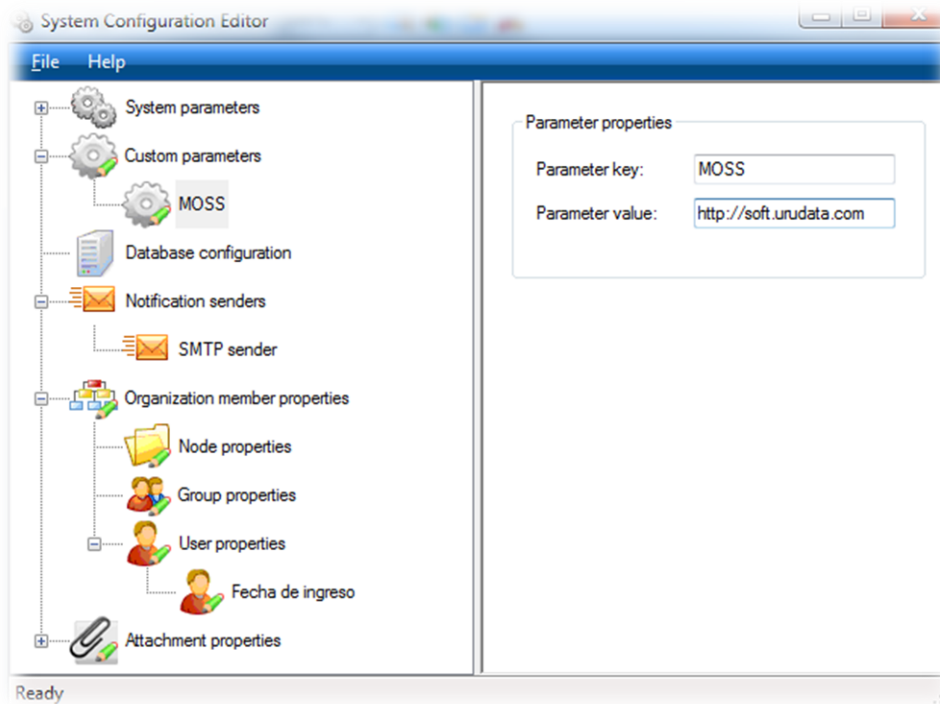 System Configuration Editor
File Help
System parameters
Custom parameters
MOSS
Database configuration
Notification senders
SMTP sender
Organization member properties
Node properties
Group properties
User properties
Fecha de ingreso
Attachment properties
Parameter properties
Parameter key: MOSS
Parameter value: http://soft.urudata.com
Ready